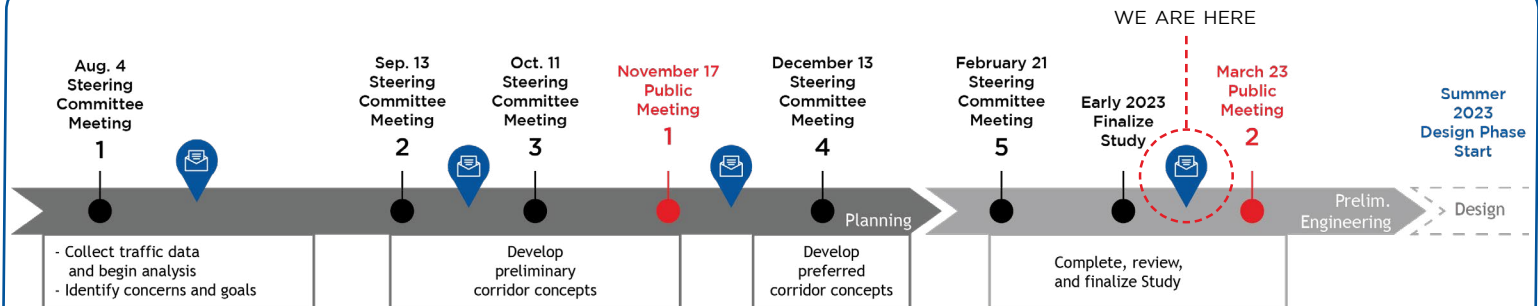 WE ARE HERE
Aug. 4
Steering
Committee
Meeting
1
Sep. 13
Steering
Committee
Meeting
2
Oct. 11
Steering
Committee
Meeting
3
November 17
Public
Meeting
1
December 13
Steering
Committee
Meeting
4
February 21
Steering
Committee
Meeting
5
Early 2023
Finalize
Study
March 23
Public
Meeting
2
Summer
2023
Design Phase
Start
Planning
Prelim.
Engineering
> Design
- Collect traffic data
and begin analysis
- Identify concerns and goals
Develop
preliminary
corridor concepts
Develop
preferred
corridor concepts
Complete, review,
and finalize Study